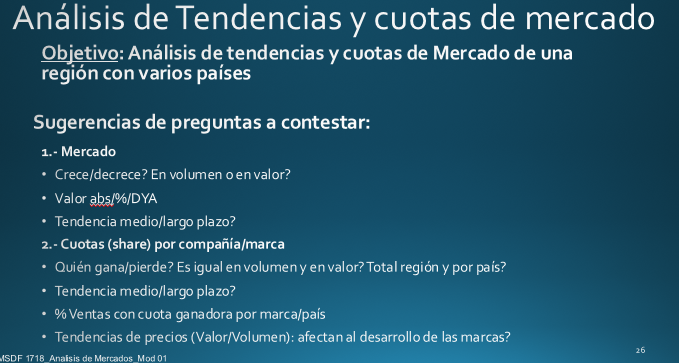 Análisis de Tendencias y cuotas de mercado
Objetivo: Análisis de tendencias y cuotas de Mercado de una
región con varios países
Sugerencias de preguntas a contestar:
1.- Mercado
• Crece/decrece? En volumen o en valor?
• Valor abs/%/DYA
• Tendencia medio/largo plazo?
2.- Cuotas (share) por compañía/marca
• Quién gana/pierde? Es igual en volumen y en valor? Total región y por país?
• Tendencia medio/largo plazo?
• % Ventas con cuota ganadora por marca/país
• Tendencias de precios (Valor/Volumen): afectan al desarrollo de las marcas?
MSDF 1718_Analisis de Mercados_Mod 01
26